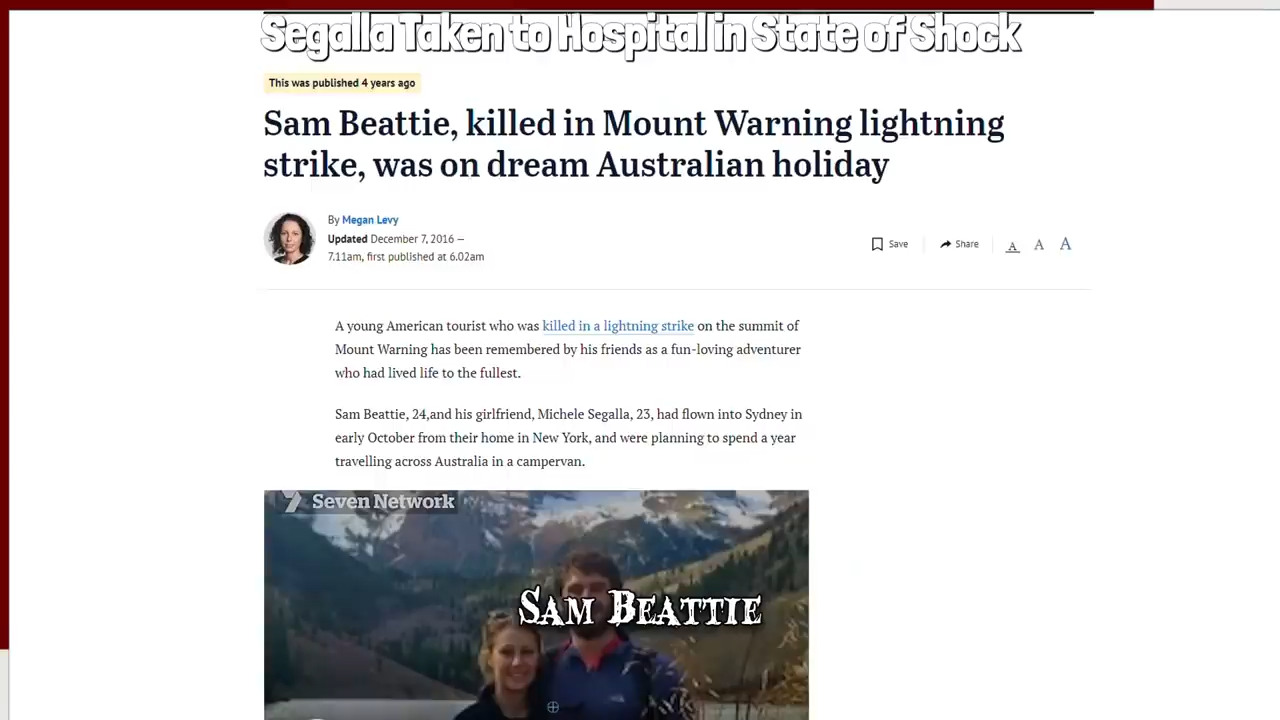 Segalla Taken to Hospital in State of Shock
This was published 4 years ago
Sam Beattie, killed in Mount Warning lightning
strike, was on dream Australian holiday
By Megan Levy
Updated December 7, 2016 —
7.11am, first published at 6.02am
Save
Share
A A A
A young American tourist who was killed in a lightning strike on the summit of
Mount Warning has been remembered by his friends as a fun-loving adventurer
who had lived life to the fullest.
Sam Beattie, 24,and his girlfriend, Michele Segalla, 23, had flown into Sydney in
early October from their home in New York, and were planning to spend a year
travelling across Australia in a campervan.
7 Seven Network
Sam Beattie